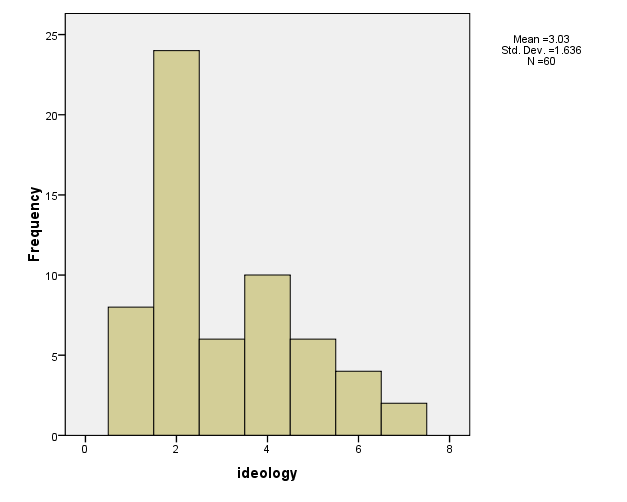 Mean =3.03
Std. Dev. =1.636
N =60
Frequency
25
20
15
10
5
0
0 2 4 6 8
ideology